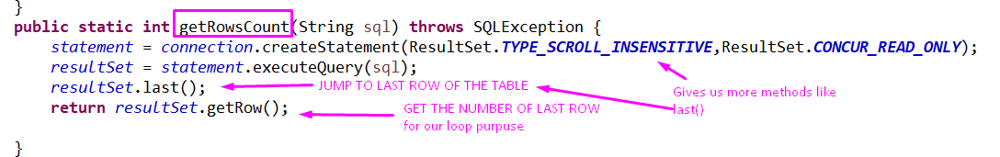 }
public static int getRowsCount(String sql) throws SQLException {
statement = connection.createStatement(ResultSet.TYPE_SCROLL_INSENSITIVE,ResultSet.CONCUR_READ_ONLY);
resultSet = statement.executeQuery(sql);
resultSet.last();
JUMP TO LAST ROW OF THE TABLE
Gives us more methods like
last()
return resultSet.getRow();
GET THE NUMBER OF LAST ROW
for our loop purpuse
}